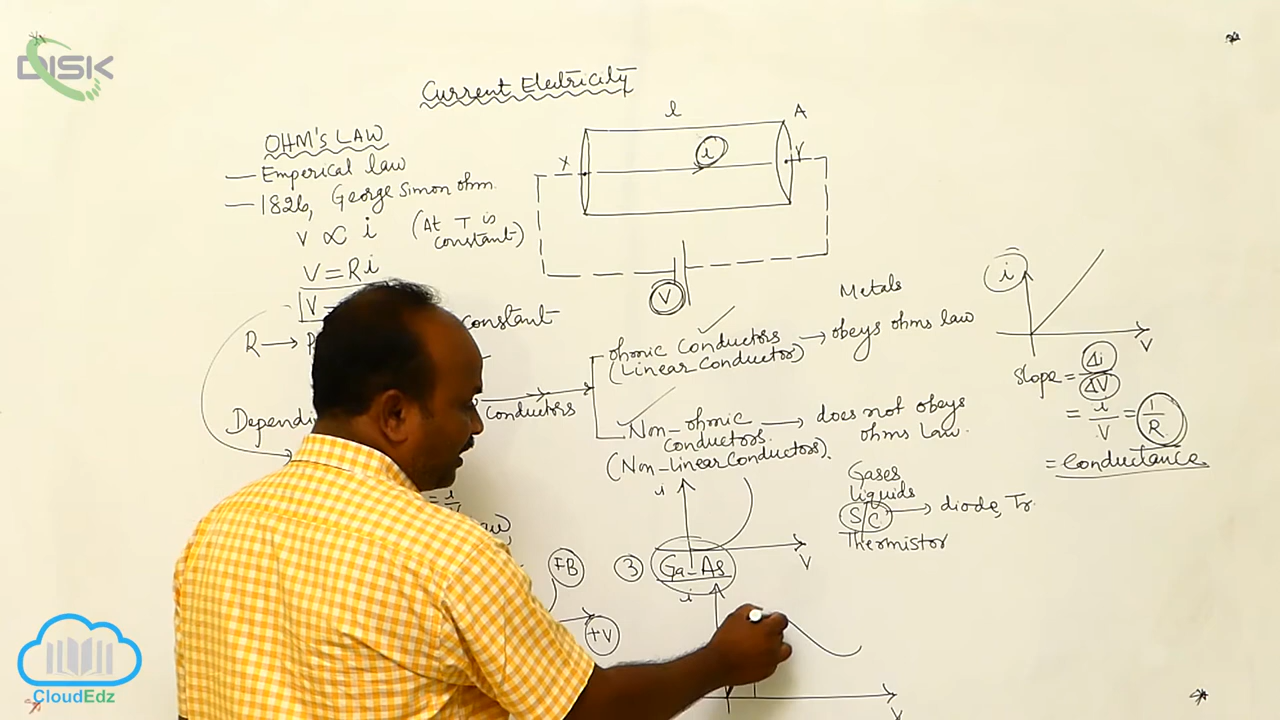 DISK
Current Electricity
OHM'S LAW
— Emperical law
— 1826, George Simon ohm.
V ∝ i (At T is constant)
V = Ri
V
constant
R →
Depending
l
A
X
i
Y
V
Conductors
ohmic conductors → obeys ohms law
(Linear Conductor)
Metals
Non-ohmic conductors. → does not obeys ohms Law.
(Non-Linear Conductors).
Gases
Liquids
S/C → diode, Tr.
Thermistor
i
V
Slope = Δi/ΔV
= i/V = 1/R
= Conductance
i
V
FB
+V
③ Ga-As
i
V
CloudEdz